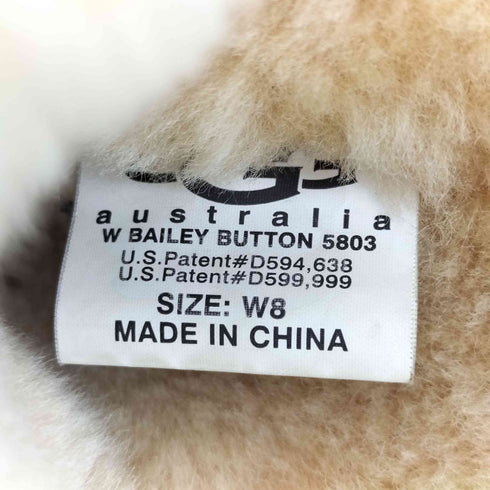 australia
W BAILEY BUTTON 5803
U.S.Patent#D594,638
U.S.Patent#D599,999
SIZE: W8
MADE IN CHINA